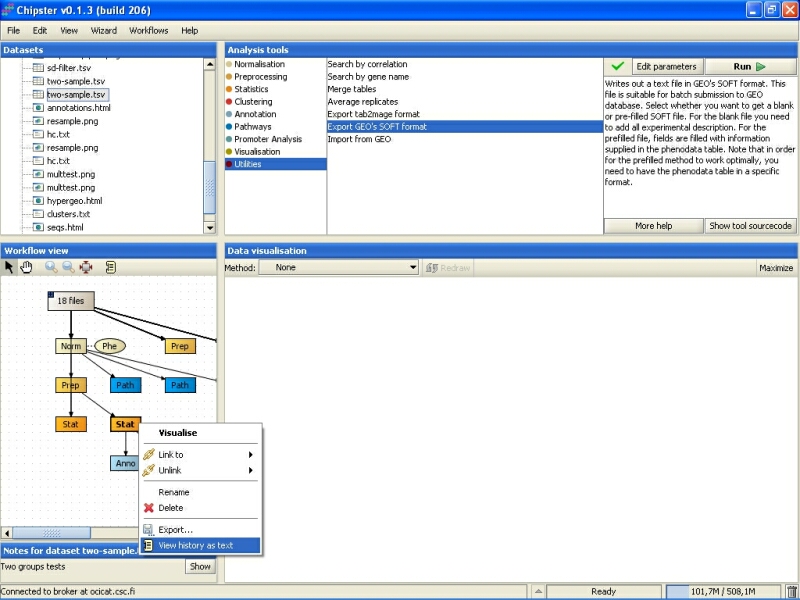 Chipster v0.1.3 (build 206)
File Edit View Wizard Workflows Help
Datasets
sd-filter.tsv
two-sample.tsv
two-sample.tsv
annotations.html
resample.png
hc.txt
resample.png
hc.txt
multtest.png
multtest.png
hypergeo.html
clusters.txt
seqs.html
Analysis tools
Normalisation
Preprocessing
Statistics
Clustering
Annotation
Pathways
Promoter Analysis
Visualisation
Utilities
Search by correlation
Search by gene name
Merge tables
Average replicates
Export tab2mage format
Export GEO's SOFT format
Import from GEO
Edit parameters
Run
Writes out a text file in GEO's SOFT format. This
file is suitable for batch submission to GEO
database. Select whether you want to get a blank
or pre-filled SOFT file. For the blank file you need
to add all experimental description. For the
prefilled file, fields are filled with information
supplied in the phenodata table. Note that in order
for the prefilled method to work optimally, you
need to have the phenodata table in a specific
format.
More help
Show tool sourcecode
Workflow view
18 files
Norm
Phe
Prep
Prep
Path
Path
Stat
Stat
Anno
Visualise
Link to
Unlink
Rename
Delete
Export...
View history as text
Data visualisation
Method: None Redraw
Maximize
Notes for dataset two-sample.
Two groups tests
Show
Connected to broker at ocicat.csc.fi
Ready
101,7M / 508,1M